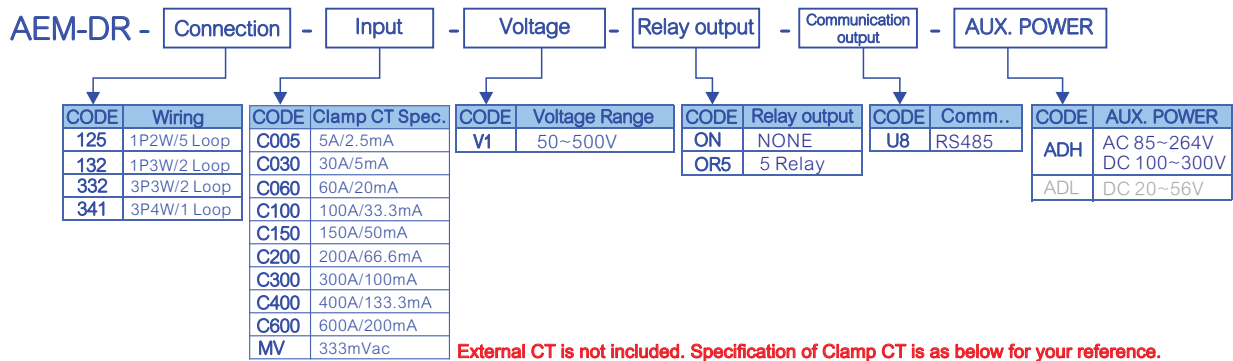 AEM-DR - Connection - Input - Voltage - Relay output - Communication output - AUX. POWER
CODE Wiring
125 1P2W/5 Loop
132 1P3W/2 Loop
332 3P3W/2 Loop
341 3P4W/1 Loop
CODE Clamp CT Spec.
C005 5A/2.5mA
C030 30A/5mA
C060 60A/20mA
C100 100A/33.3mA
C150 150A/50mA
C200 200A/66.6mA
C300 300A/100mA
C400 400A/133.3mA
C600 600A/200mA
MV 333mVac
CODE Voltage Range
V1 50~500V
CODE Relay output
ON NONE
OR5 5 Relay
CODE Comm..
U8 RS485
CODE AUX. POWER
ADH AC 85~264V
DC 100~300V
ADL DC 20~56V
External CT is not included. Specification of Clamp CT is as below for your reference.